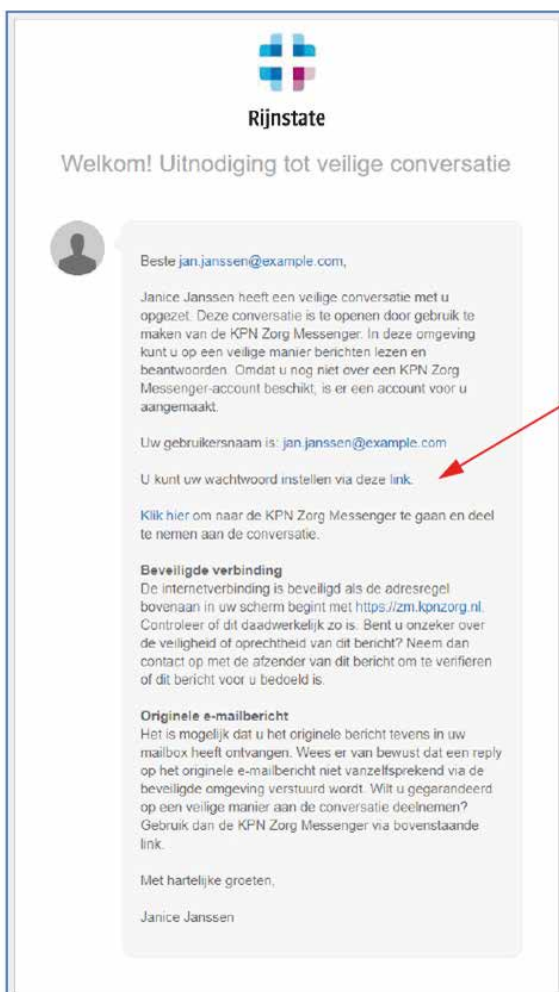 Rijnstate
Welkom! Uitnodiging tot veilige conversatie
Beste jan.janssen@example.com,
Janice Janssen heeft een veilige conversatie met u
opgezet. Deze conversatie is te openen door gebruik te
maken van de KPN Zorg Messenger. In deze omgeving
kunt u op een veilige manier berichten lezen en
beantwoorden. Omdat u nog niet over een KPN Zorg
Messenger-account beschikt, is er een account voor u
aangemaakt.
Uw gebruikersnaam is: jan.janssen@example.com
U kunt uw wachtwoord instellen via deze link.
Klik hier om naar de KPN Zorg Messenger te gaan en deel
te nemen aan de conversatie.
Beveiligde verbinding
De internetverbinding is beveiligd als de adresregel
bovenaan in uw scherm begint met https://zm.kpnzorg.nl.
Controleer of dit daadwerkelijk zo is. Bent u onzeker over
de veiligheid of oprechtheid van dit bericht? Neem dan
contact op met de afzender van dit bericht om te verifieren
of dit bericht voor u bedoeld is.
Originele e-mailbericht
Het is mogelijk dat u het originele bericht tevens in uw
mailbox heeft ontvangen. Wees er van bewust dat een reply
op het originele e-mailbericht niet vanzelfsprekend via de
beveiligde omgeving verstuurd wordt. Wilt u gegarandeerd
op een veilige manier aan de conversatie deelnemen?
Gebruik dan de KPN Zorg Messenger via bovenstaande
link.
Met hartelijke groeten,
Janice Janssen